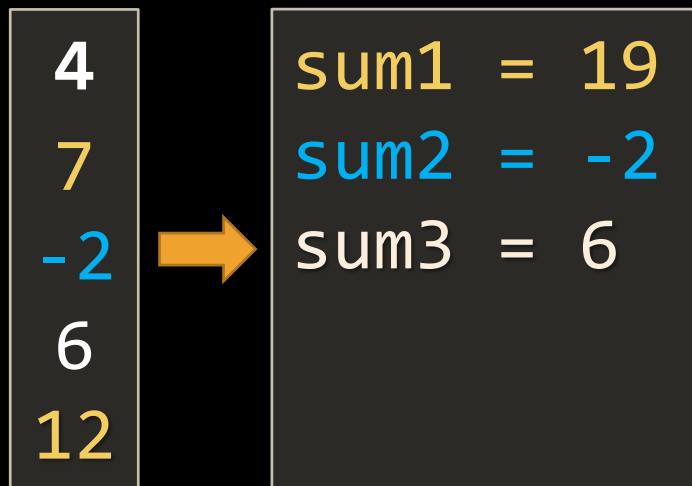 4
7
-2
6
12
sum1 = 19
sum2 = -2
sum3 = 6